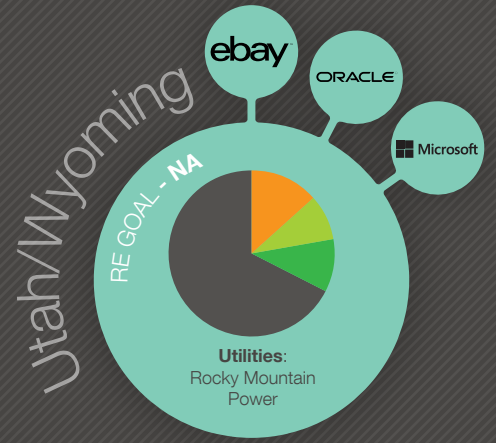 Utah/Wyoming
ebay
ORACLE
Microsoft
RE GOAL - NA
Utilities:
Rocky Mountain
Power